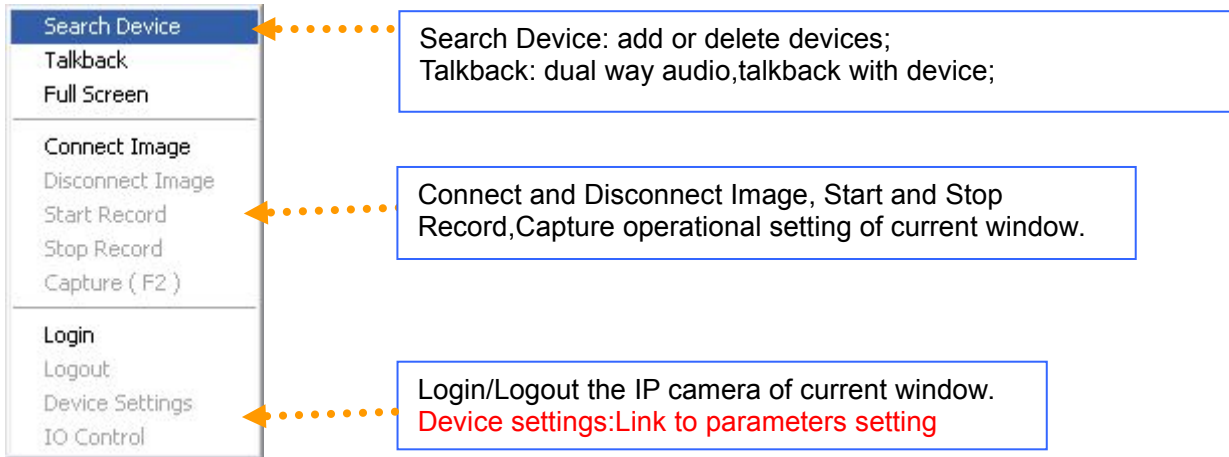 Search Device
Talkback
Full Screen
Connect Image
Disconnect Image
Start Record
Stop Record
Capture ( F2 )
Login
Logout
Device Settings
IO Control
Search Device: add or delete devices;
Talkback: dual way audio,talkback with device;
Connect and Disconnect Image, Start and Stop
Record,Capture operational setting of current window.
Login/Logout the IP camera of current window.
Device settings:Link to parameters setting